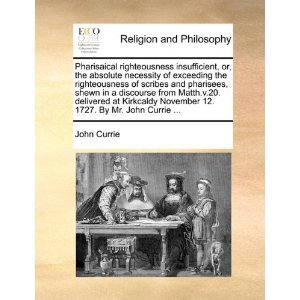 ECCO
Religion and Philosophy
Pharisaical righteousness insufficient, or,
the absolute necessity of exceeding the
righteousness of scribes and pharisees,
shewn in a discourse from Matth.v.20.
delivered at Kirkcaldy November 12.
1727. By Mr. John Currie ...
John Currie